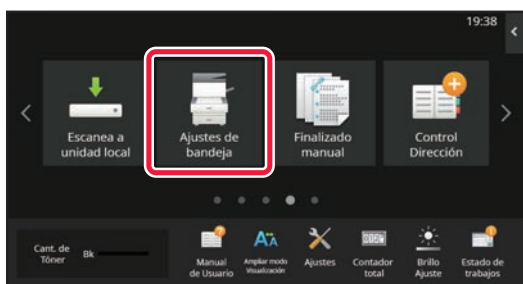 19:38
Escanea a
unidad local
Ajustes de
bandeja
Finalizado
manual
Control
Dirección
Cant. de
Tóner
Bk
Manual
de Usuario
Ampliar modo
Visualización
Ajustes
Contador
total
Brillo
Ajuste
Estado de
trabajos